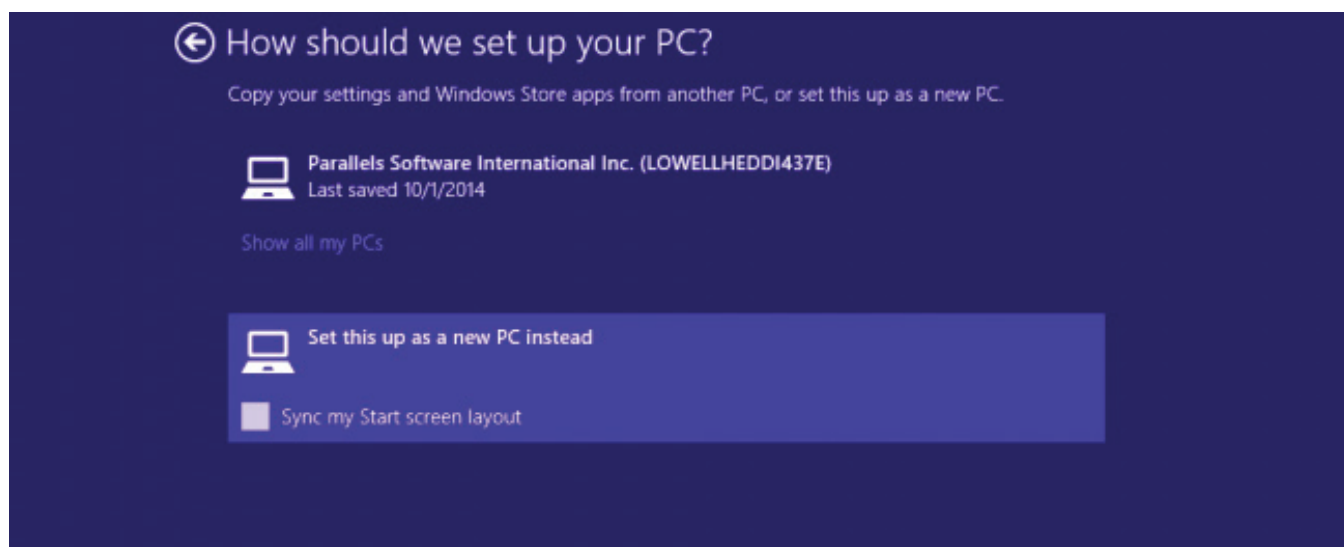 How should we set up your PC?
Copy your settings and Windows Store apps from another PC, or set this up as a new PC.
Parallels Software International Inc. (LOWELLHEDDI437E)
Last saved 10/1/2014
Show all my PCs
Set this up as a new PC instead
Sync my Start screen layout